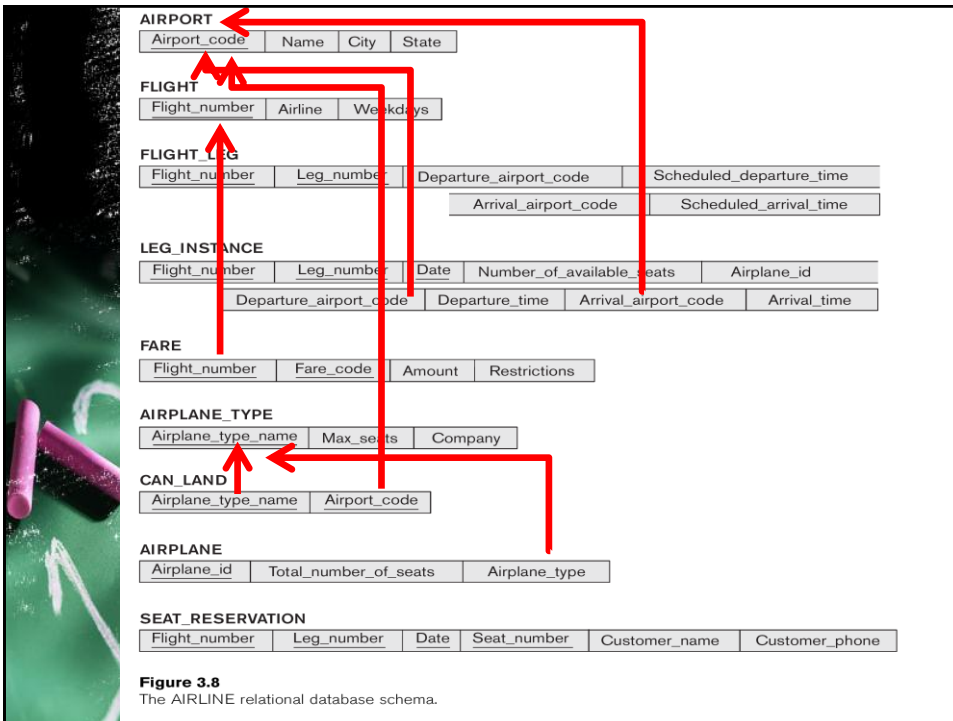 AIRPORT
Airport_code Name City State
FLIGHT
Flight_number Airline Weekdays
FLIGHT_LEG
Flight_number Leg_number Departure_airport_code Scheduled_departure_time
Arrival_airport_code Scheduled_arrival_time
LEG_INSTANCE
Flight_number Leg_number Date Number_of_available_seats Airplane_id
Departure_airport_code Departure_time Arrival_airport_code Arrival_time
FARE
Flight_number Fare_code Amount Restrictions
AIRPLANE_TYPE
Airplane_type_name Max_seats Company
CAN_LAND
Airplane_type_name Airport_code
AIRPLANE
Airplane_id Total_number_of_seats Airplane_type
SEAT_RESERVATION
Flight_number Leg_number Date Seat_number Customer_name Customer_phone
Figure 3.8
The AIRLINE relational database schema.